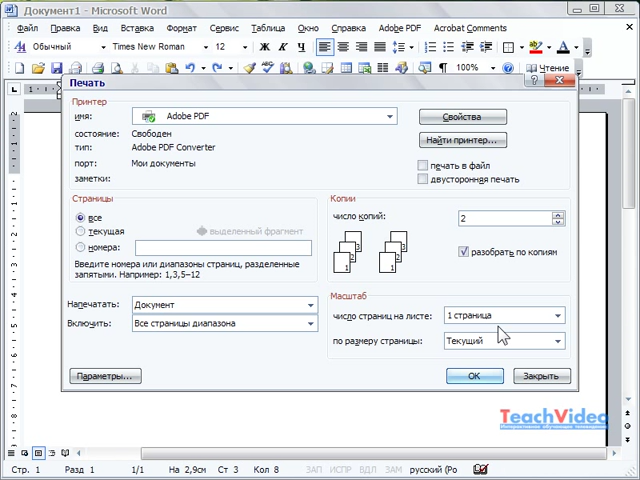 Документ1 - Microsoft Word
Файл Правка Вид Вставка Формат Сервис Таблица Окно Справка Adobe PDF Acrobat Comments
Обычный Times New Roman 12 Ж К Ч
100% Чтение
Печать
Принтер
имя: Adobe PDF Свойства
состояние: Свободен
тип: Adobe PDF Converter Найти принтер...
порт: Мои документы
заметки:
печать в файл
двусторонняя печать
Страницы
все
текущая выделенный фрагмент
номера:
Введите номера или диапазоны страниц, разделенные
запятыми. Например: 1,3,5–12
Копии
число копий: 2
разобрать по копиям
Напечатать: Документ
Включить: Все страницы диапазона
Масштаб
число страниц на листе: 1 страница
по размеру страницы: Текущий
Параметры... ОК Закрыть
TeachVideo
Стр. 1 Разд 1 1/1 На 2,9см Ст 3 Кол 8 ЗАП ИСПР ВДЛ ЗАМ русский (Ро